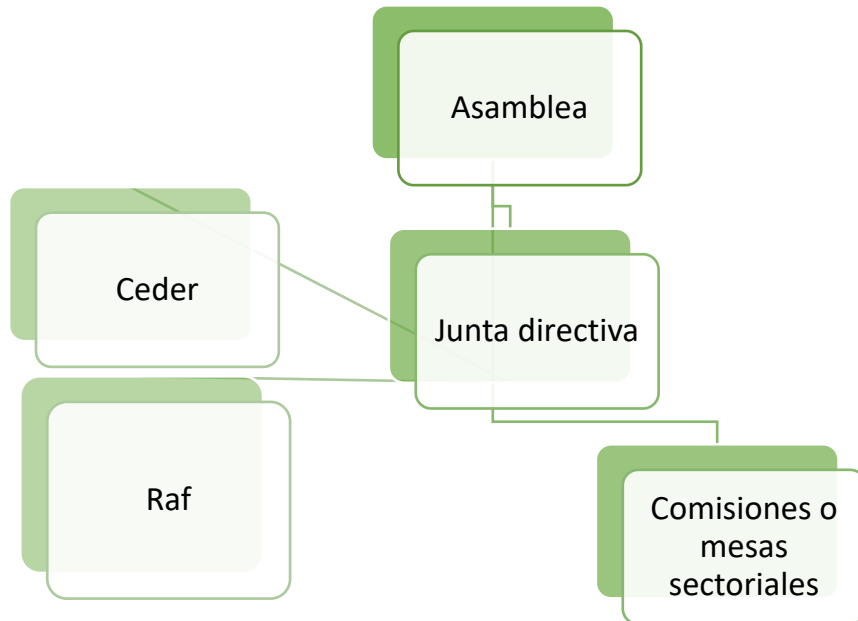 Asamblea
Ceder
Junta directiva
Raf
Comisiones o
mesas
sectoriales